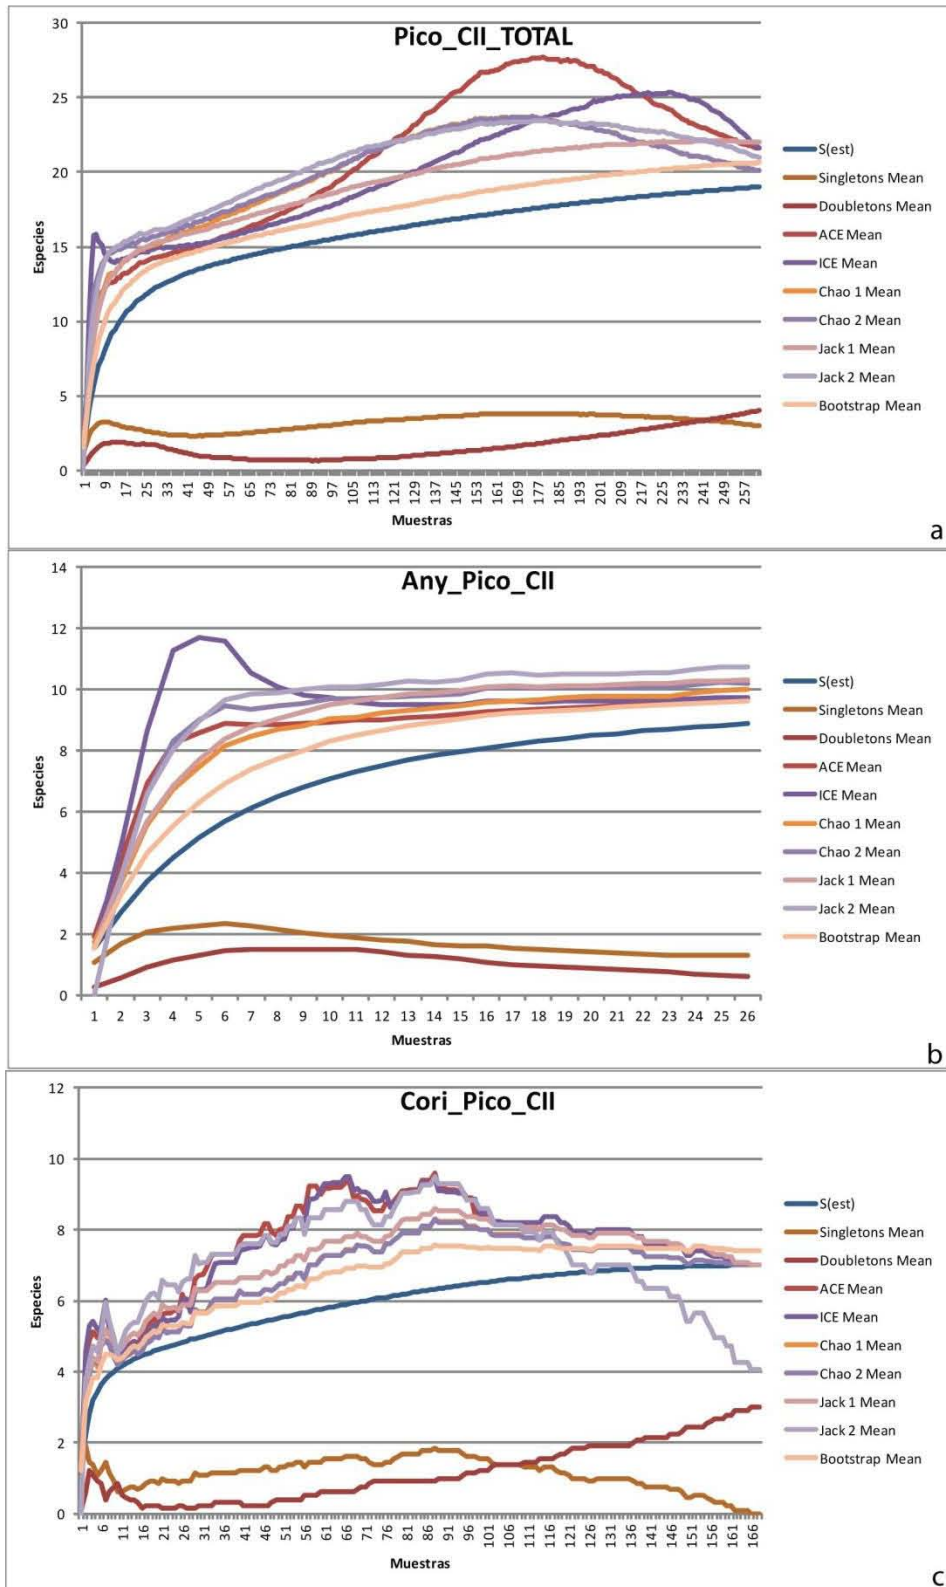 Pico_CII_TOTAL
30
25
20
15
10
5
0
Especies
1 9 17 25 33 41 49 57 65 73 81 89 97 105 113 121 129 137 145 153 161 169 177 185 193 201 209 217 225 233 241 249 257
Muestras
S(est)
Singletons Mean
Doubletons Mean
ACE Mean
ICE Mean
Chao 1 Mean
Chao 2 Mean
Jack 1 Mean
Jack 2 Mean
Bootstrap Mean
a
Any_Pico_CII
14
12
10
8
6
4
2
0
Especies
1 2 3 4 5 6 7 8 9 10 11 12 13 14 15 16 17 18 19 20 21 22 23 24 25 26
Muestras
S(est)
Singletons Mean
Doubletons Mean
ACE Mean
ICE Mean
Chao 1 Mean
Chao 2 Mean
Jack 1 Mean
Jack 2 Mean
Bootstrap Mean
b
Cori_Pico_CII
12
10
8
6
4
2
0
Especies
1 6 11 16 21 26 31 36 41 46 51 56 61 66 71 76 81 86 91 96 101 106 111 116 121 126 131 136 141 146 151 156 161 166
Muestras
S(est)
Singletons Mean
Doubletons Mean
ACE Mean
ICE Mean
Chao 1 Mean
Chao 2 Mean
Jack 1 Mean
Jack 2 Mean
Bootstrap Mean
c